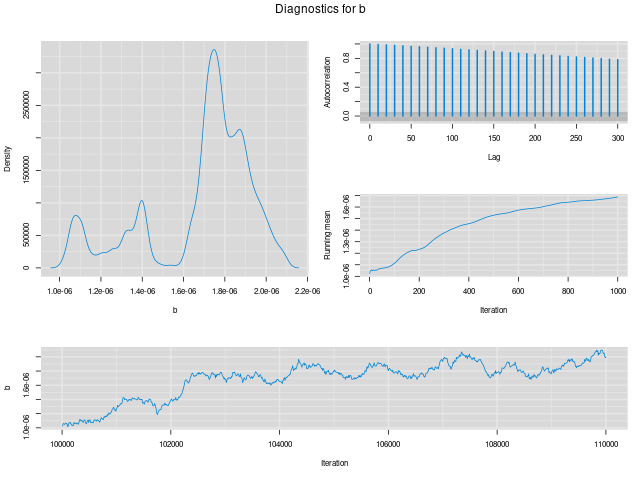 Diagnostics for b
Density
0
500000
1500000
2500000
1.0e-06 1.2e-06 1.4e-06 1.6e-06 1.8e-06 2.0e-06 2.2e-06
b
Autocorrelation
0.0 0.4 0.8
0 50 100 150 200 250 300
Lag
Running mean
1.0e-06 1.3e-06 1.6e-06
0 200 400 600 800 1000
Iteration
b
1.0e-06 1.6e-06
100000 102000 104000 106000 108000 110000
Iteration